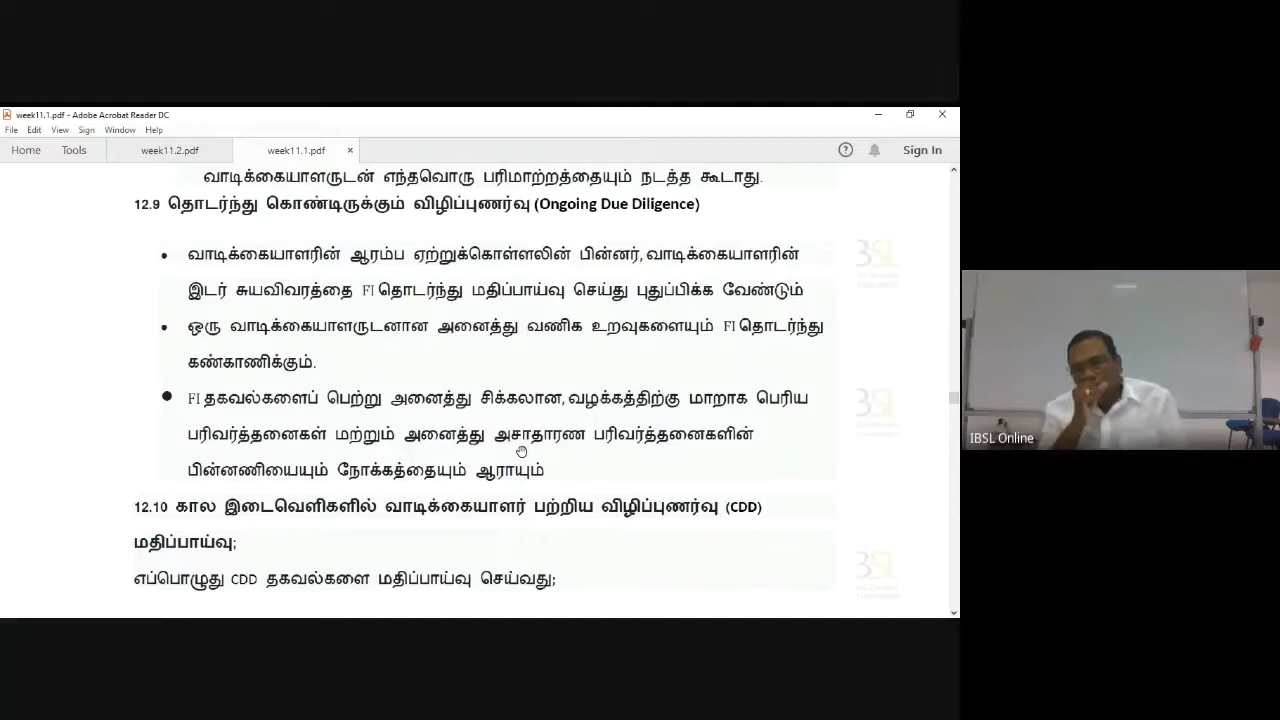 week11.1.pdf - Adobe Acrobat Reader DC
File Edit View Sign Window Help
Home Tools week11.2.pdf week11.1.pdf × ? Sign In
வாடிக்கையாளருடன் எந்தவொரு பரிமாற்றத்தையும் நடத்த கூடாது.
12.9 தொடர்ந்து கொண்டிருக்கும் விழிப்புணர்வு (Ongoing Due Diligence)
• வாடிக்கையாளரின் ஆரம்ப ஏற்றுக்கொள்ளலின் பின்னர், வாடிக்கையாளரின்
இடர் சுயவிவரத்தை FI தொடர்ந்து மதிப்பாய்வு செய்து புதுப்பிக்க வேண்டும்
• ஒரு வாடிக்கையாளருடனான அனைத்து வணிக உறவுகளையும் FI தொடர்ந்து
கண்காணிக்கும்.
• FI தகவல்களைப் பெற்று அனைத்து சிக்கலான, வழக்கத்திற்கு மாறாக பெரிய
பரிவர்த்தனைகள் மற்றும் அனைத்து அசாதாரண பரிவர்த்தனைகளின்
பின்னணியையும் நோக்கத்தையும் ஆராயும்
12.10 கால இடைவெளிகளில் வாடிக்கையாளர் பற்றிய விழிப்புணர்வு (CDD)
மதிப்பாய்வு;
எப்பொழுது CDD தகவல்களை மதிப்பாய்வு செய்வது;
IBSL Online